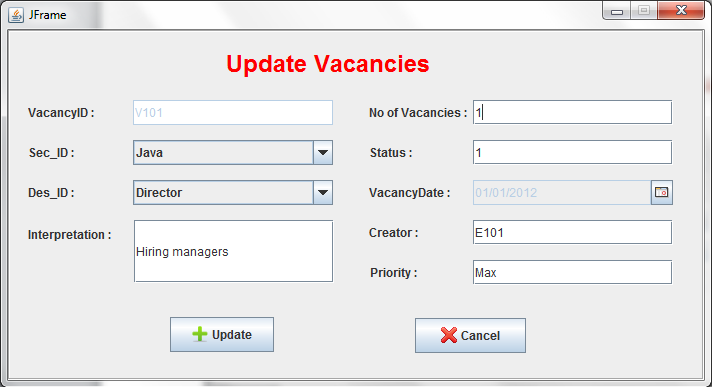 JFrame
Update Vacancies
VacancyID : V101
No of Vacancies : 1
Sec_ID : Java
Status : 1
Des_ID : Director
VacancyDate : 01/01/2012
Interpretation : Hiring managers
Creator : E101
Priority : Max
Update
Cancel